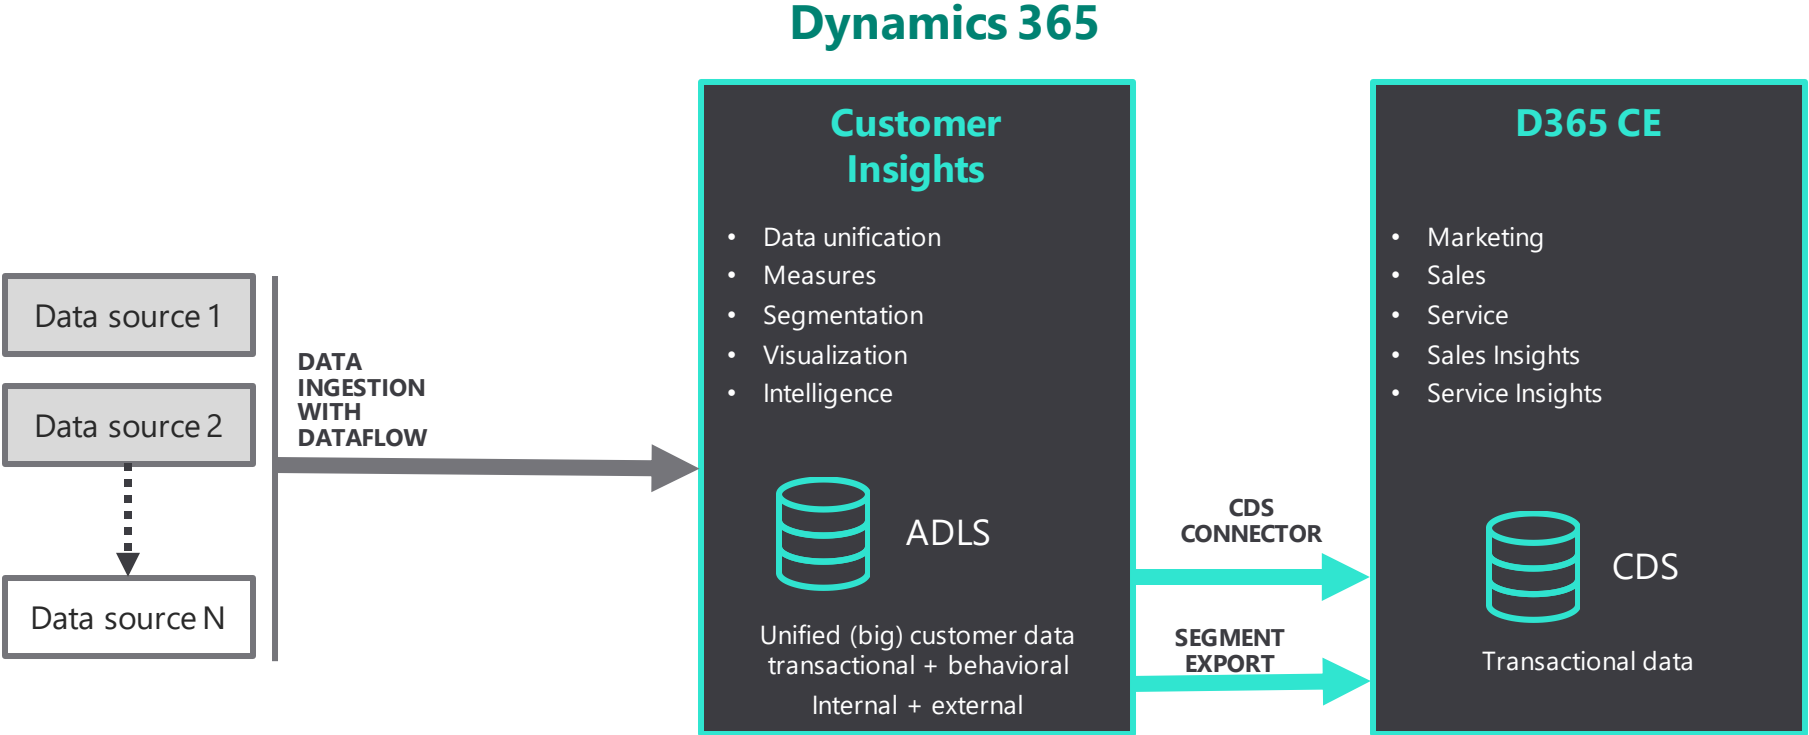 Dynamics 365
Data source 1
Data source 2
Data source N
DATA
INGESTION
WITH
DATAFLOW
Customer
Insights
• Data unification
• Measures
• Segmentation
• Visualization
• Intelligence
ADLS
Unified (big) customer data
transactional + behavioral
Internal + external
CDS
CONNECTOR
SEGMENT
EXPORT
D365 CE
• Marketing
• Sales
• Service
• Sales Insights
• Service Insights
CDS
Transactional data